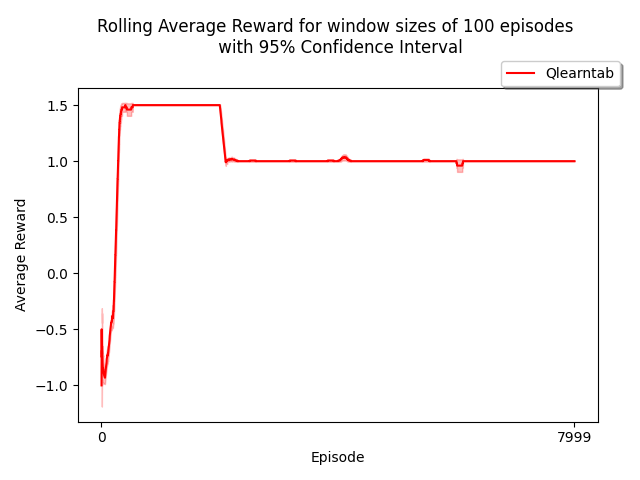 Rolling Average Reward for window sizes of 100 episodes
with 95% Confidence Interval
Qlearntab
1.5
1.0
0.5
0.0
−0.5
−1.0
Average Reward
0
7999
Episode